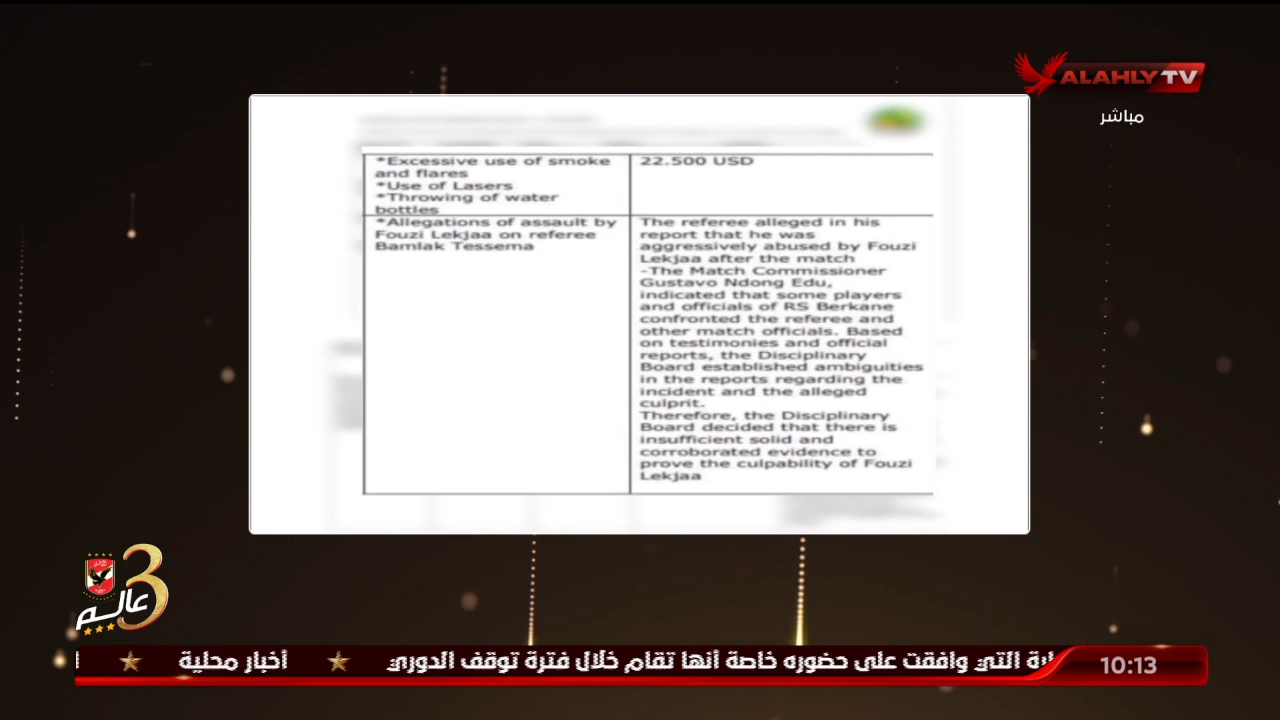 ALAHLY TV
مباشر
*Excessive use of smoke
and flares
*Use of Lasers
*Throwing of water
bottles
22.500 USD
*Allegations of assault by
Fouzi Lekjaa on referee
Bamlak Tessema
The referee alleged in his
report that he was
aggressively abused by Fouzi
Lekjaa after the match
-The Match Commissioner
Gustavo Ndong Edu,
indicated that some players
and officials of RS Berkane
confronted the referee and
other match officials. Based
on testimonies and official
reports, the Disciplinary
Board established ambiguities
in the reports regarding the
incident and the alleged
culprit.
Therefore, the Disciplinary
Board decided that there is
insufficient solid and
corroborated evidence to
prove the culpability of Fouzi
Lekjaa
3
عالم
التي وافقت على حضوره خاصة أنها تقام خلال فترة توقف الدوري
أخبار محلية
10:13